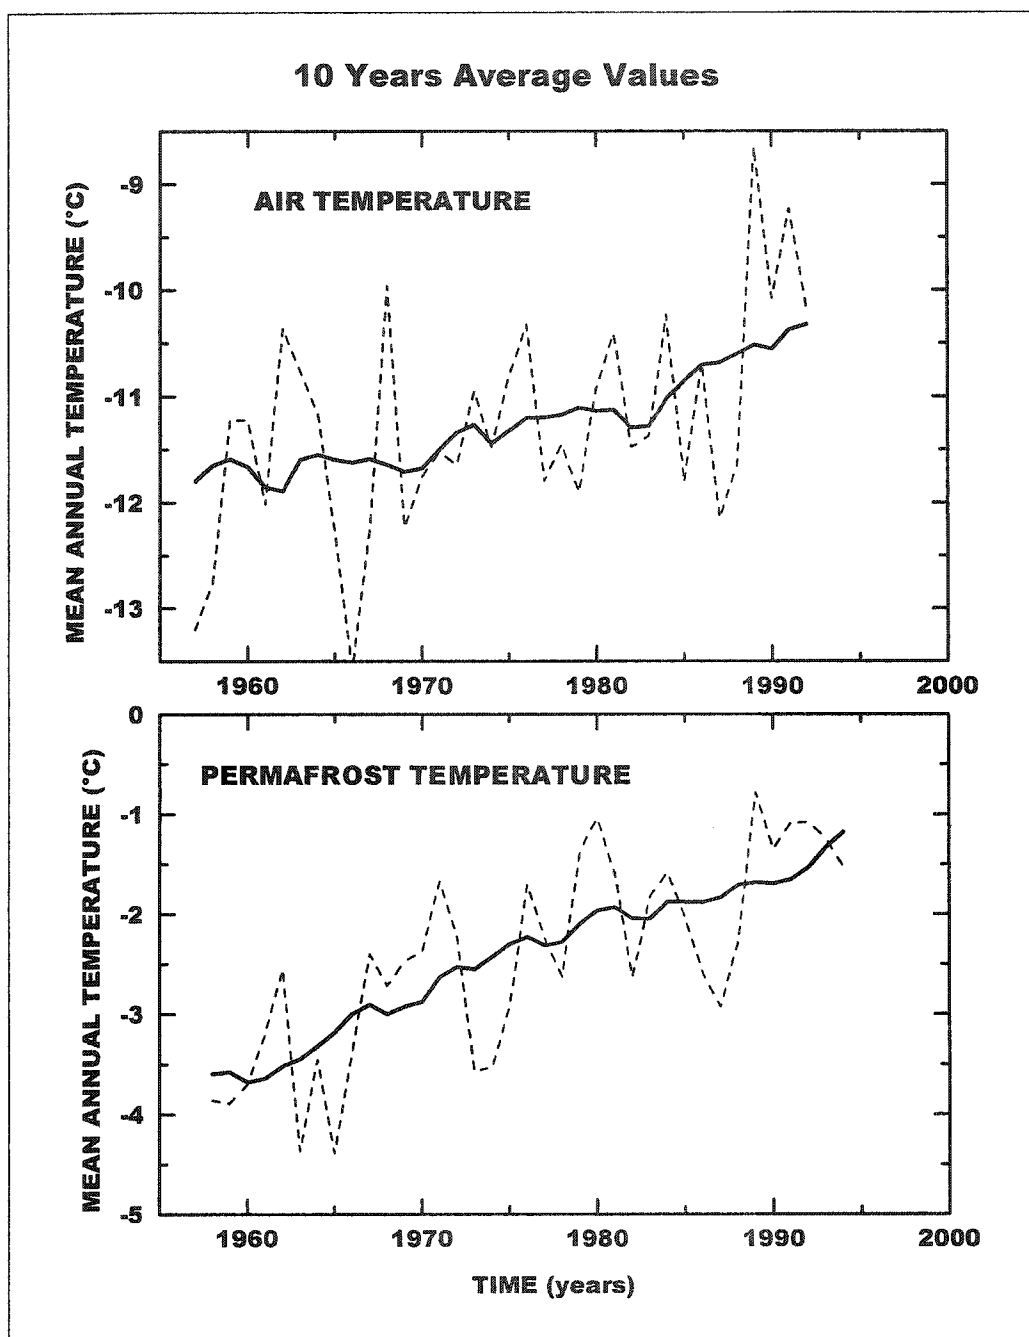 10 Years Average Values
AIR TEMPERATURE
MEAN ANNUAL TEMPERATURE (°C)
-9
-10
-11
-12
-13
1960 1970 1980 1990 2000
PERMAFROST TEMPERATURE
MEAN ANNUAL TEMPERATURE (°C)
0
-1
-2
-3
-4
-5
1960 1970 1980 1990 2000
TIME (years)